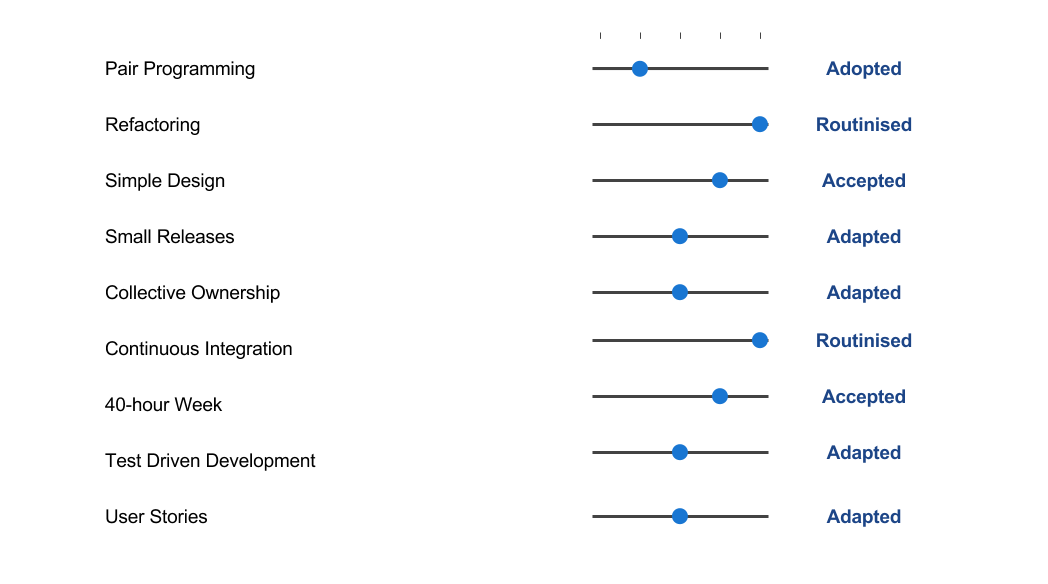 Pair Programming Adopted
Refactoring Routinised
Simple Design Accepted
Small Releases Adapted
Collective Ownership Adapted
Continuous Integration Routinised
40-hour Week Accepted
Test Driven Development Adapted
User Stories Adapted